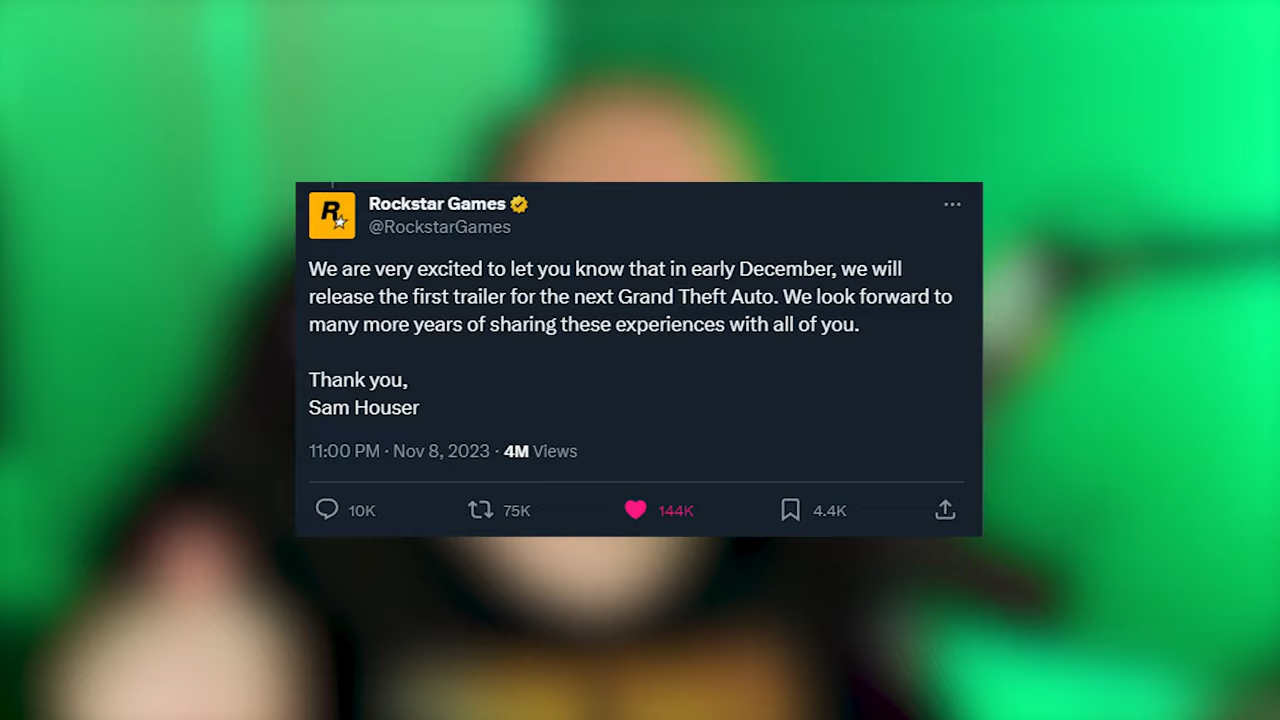 R
Rockstar Games
@RockstarGames
We are very excited to let you know that in early December, we will
release the first trailer for the next Grand Theft Auto. We look forward to
many more years of sharing these experiences with all of you.
Thank you,
Sam Houser
11:00 PM · Nov 8, 2023 · 4M Views
10K 75K 144K 4.4K